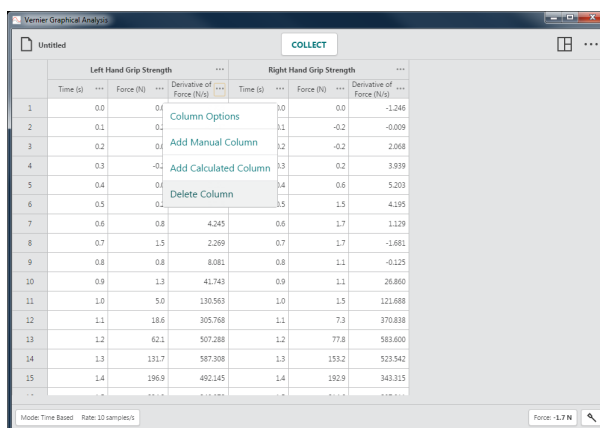 Vernier Graphical Analysis
Untitled
COLLECT
Left Hand Grip Strength ••• Right Hand Grip Strength •••
Time (s) ••• Force (N) ••• Derivative of Force (N/s) ••• Time (s) ••• Force (N) ••• Derivative of Force (N/s) •••
1 0.0 0.0 0.0 -1.246
Column Options
2 0.1 0.1 -0.2 -0.009
Add Manual Column
3 0.2 0.2 -0.2 2.068
Add Calculated Column
4 0.3 0.3 0.2 3.939
Delete Column
5 0.4 0.4 0.6 5.203
6 0.5 0.5 1.5 4.195
7 0.6 0.8 4.245 0.6 1.7 1.129
8 0.7 1.5 2.269 0.7 1.7 -1.681
9 0.8 0.8 8.081 0.8 1.1 -0.125
10 0.9 1.3 41.743 0.9 1.1 26.860
11 1.0 5.0 130.563 1.0 1.5 121.688
12 1.1 18.6 305.768 1.1 7.3 370.838
13 1.2 62.1 507.288 1.2 77.8 583.600
14 1.3 131.7 587.308 1.3 153.2 523.542
15 1.4 196.9 492.145 1.4 192.9 343.315
Mode: Time Based Rate: 10 samples/s Force: -1.7 N